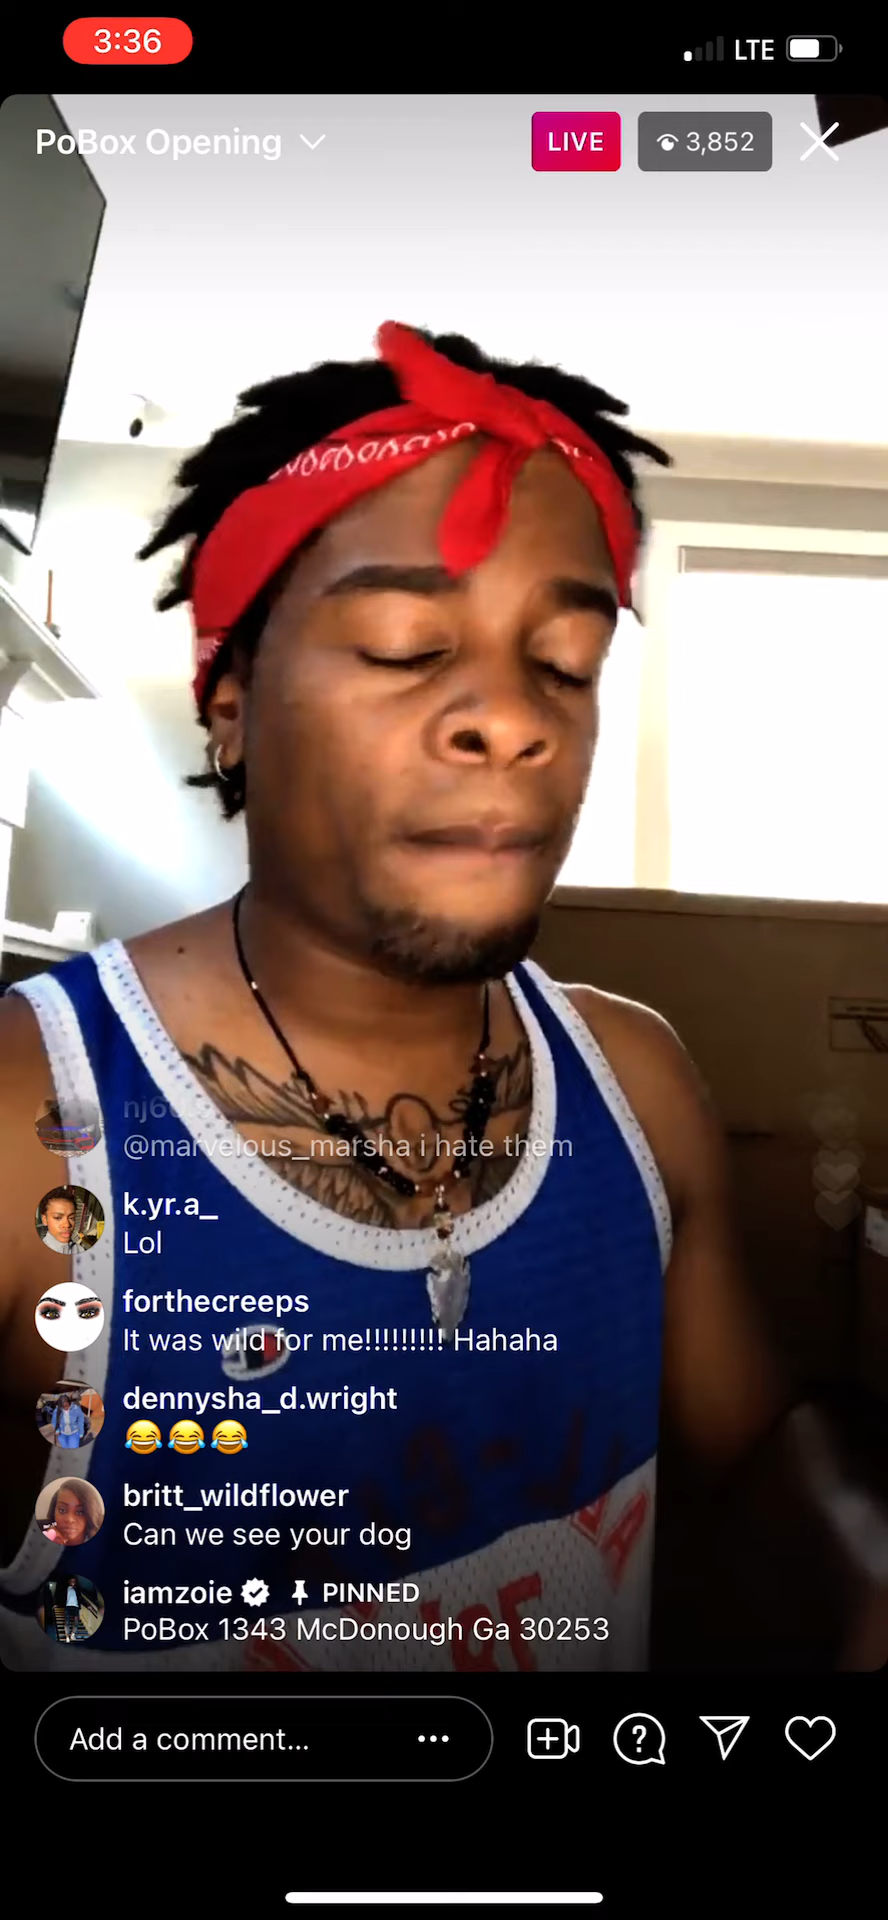 3:36
LTE
PoBox Opening
LIVE
3,852
@marvelous_marsha i hate them
k.yr.a_
Lol
forthecreeps
It was wild for me!!!!!!!!! Hahaha
dennysha_d.wright
😂😂😂
britt_wildflower
Can we see your dog
iamzoie PINNED
PoBox 1343 McDonough Ga 30253
Add a comment...